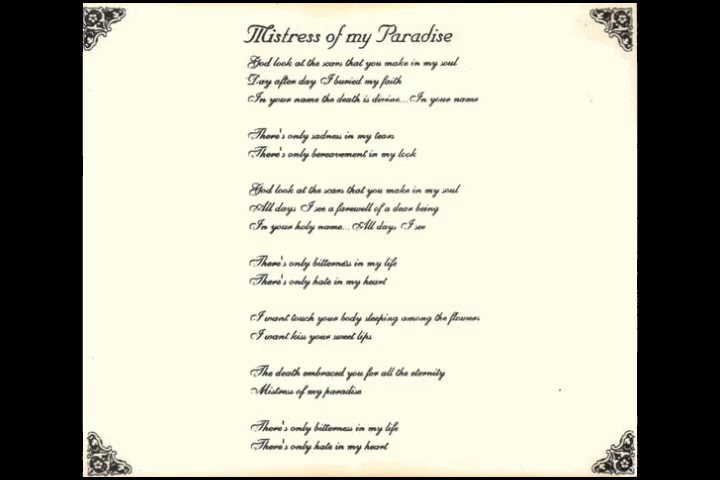 Mistress of my Paradise
God look at the scars that you make in my soul
Day after day I buried my faith
In your name the death is divine...In your name
There's only sadness in my tears
There's only bereavement in my look
God look at the scars that you make in my soul
All days I see a farewell of a dear being
In your holy name...All days I see
There's only bitterness in my life
There's only hate in my heart
I want touch your body sleeping among the flowers
I want kiss your sweet lips
The death embraced you for all the eternity
Mistress of my paradise
There's only bitterness in my life
There's only hate in my heart